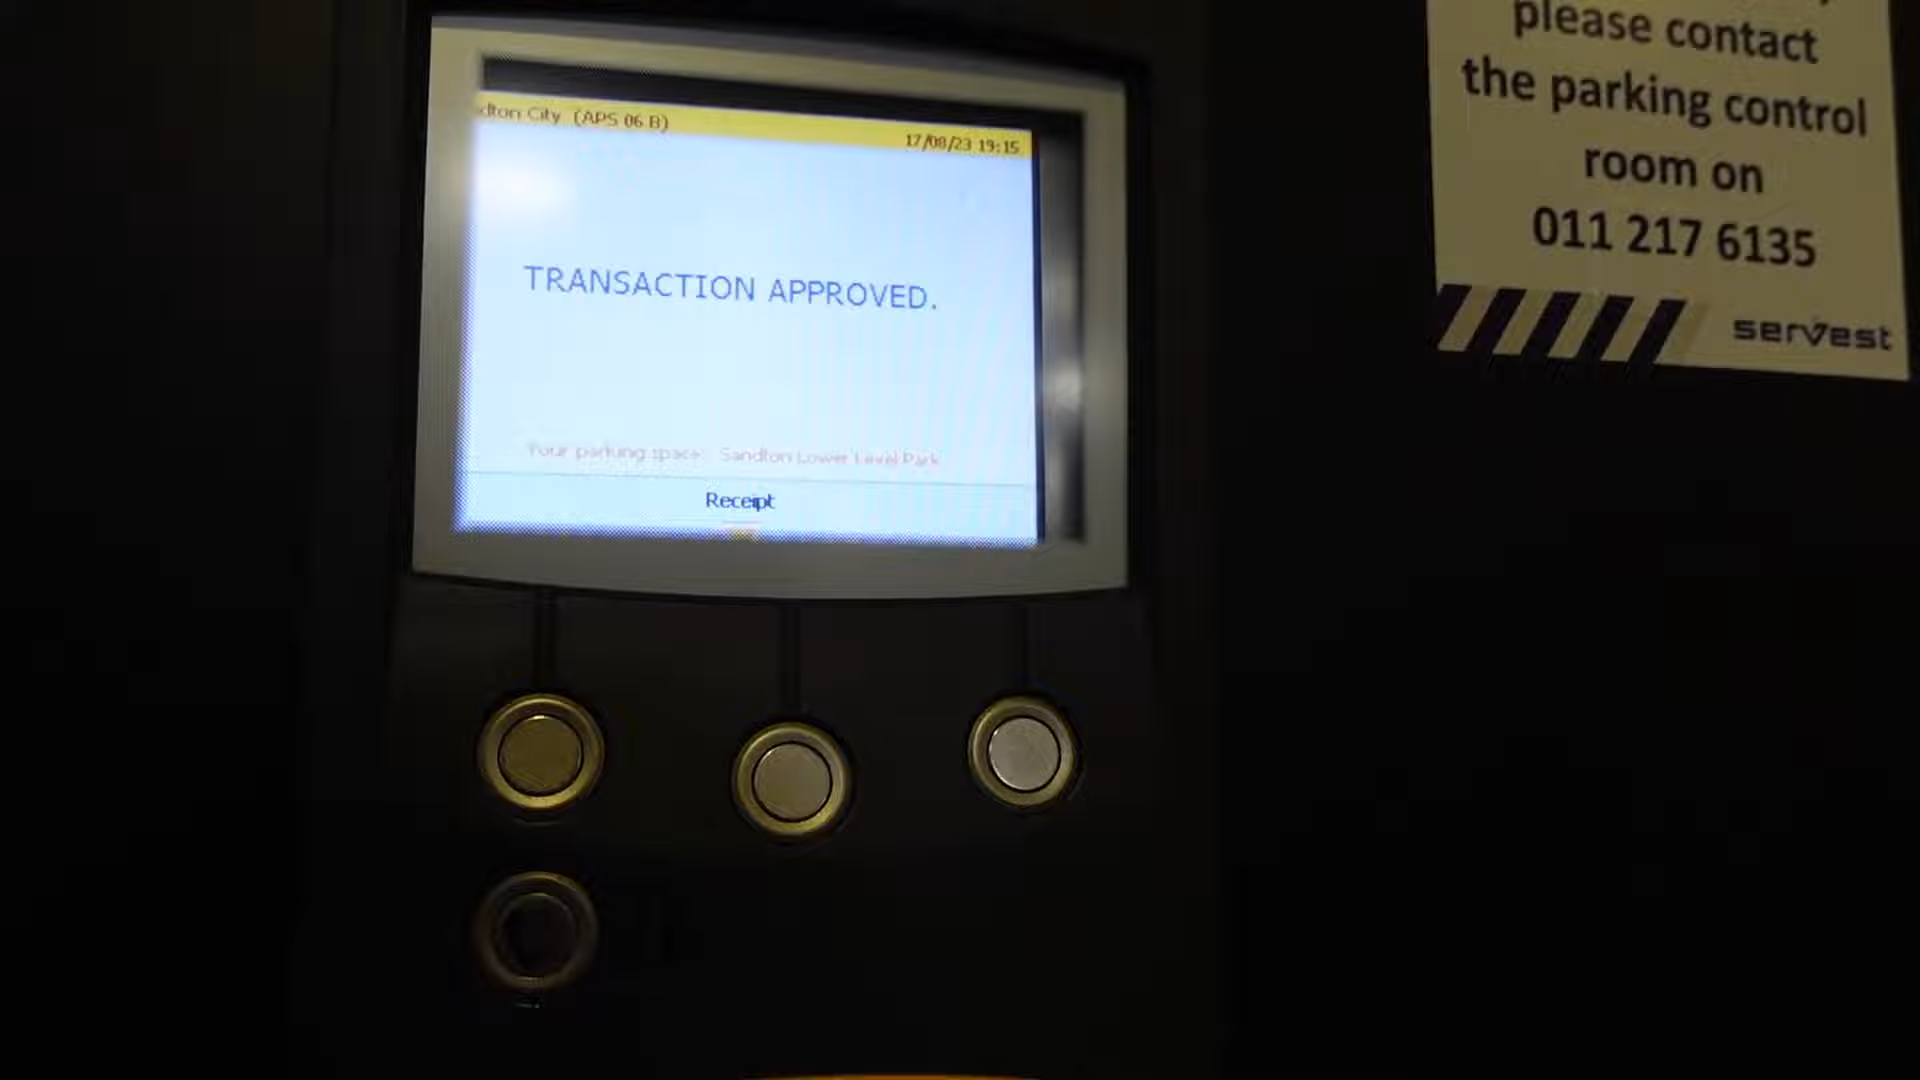 dton City (APS 06 B)
17/08/23 19:15
TRANSACTION APPROVED.
Your parking space: Sandton Lower Level Park
Receipt
please contact
the parking control
room on
011 217 6135
servest